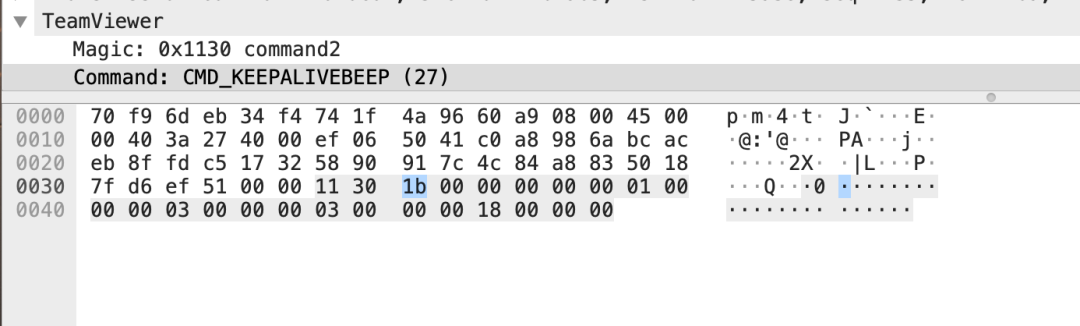 TeamViewer
Magic: 0x1130 command2
Command: CMD_KEEPALIVEBEEP (27)
0000 70 f9 6d eb 34 f4 74 1f 4a 96 60 a9 08 00 45 00 p·m·4·t· J·`···E·
0010 00 40 3a 27 40 00 ef 06 50 41 c0 a8 98 6a bc ac ·@:'@··· PA···j··
0020 eb 8f fd c5 17 32 58 90 91 7c 4c 84 a8 83 50 18 ·····2X· ·|L···P·
0030 7f d6 ef 51 00 00 11 30 1b 00 00 00 00 00 01 00 ···Q···0 ········
0040 00 00 03 00 00 00 03 00 00 00 18 00 00 00 ········ ······